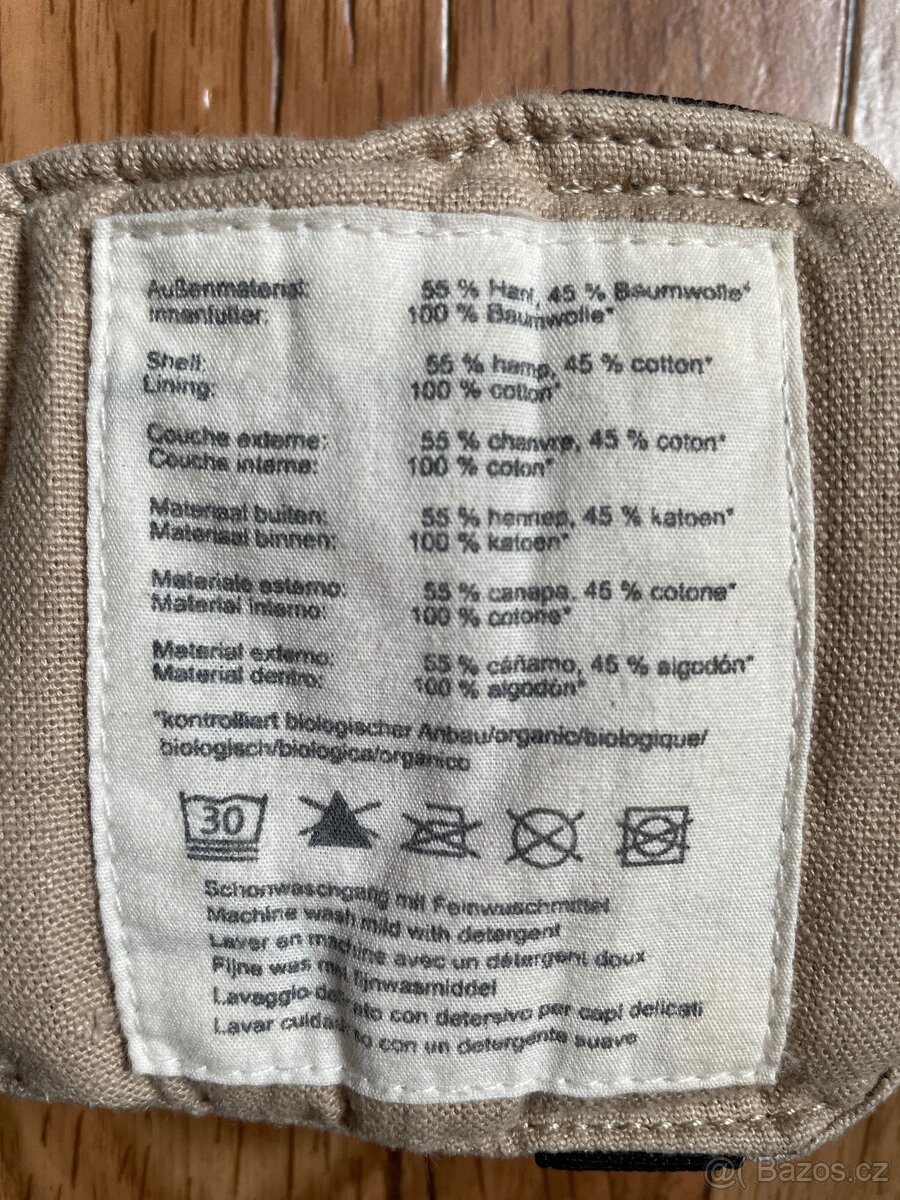 Außenmaterial: 55 % Hanf, 45 % Baumwolle*
Innenfutter: 100 % Baumwolle*
Shell: 55 % hemp, 45 % cotton*
Lining: 100 % cotton*
Couche externe: 55 % chanvre, 45 % coton*
Couche interne: 100 % coton*
Materiaal buiten: 55 % hennep, 45 % katoen*
Materiaal binnen: 100 % katoen*
Materiale esterno: 55 % canapa, 45 % cotone*
Material interno: 100 % cotone*
Material externo: 55 % cáñamo, 45 % algodón*
Material dentro: 100 % algodón*
*kontrolliert biologischer Anbau/organic/biologique/
biologisch/biologica/organico
30
Schonwaschgang mit Feinwaschmittel
Machine wash mild with detergent
Laver en machine avec un détergent doux
Fijne was met fijnwasmiddel
Lavaggio delicato con detersivo per capi delicati
Lavar cuidadoso con un detergente suave
@ Bazos.cz